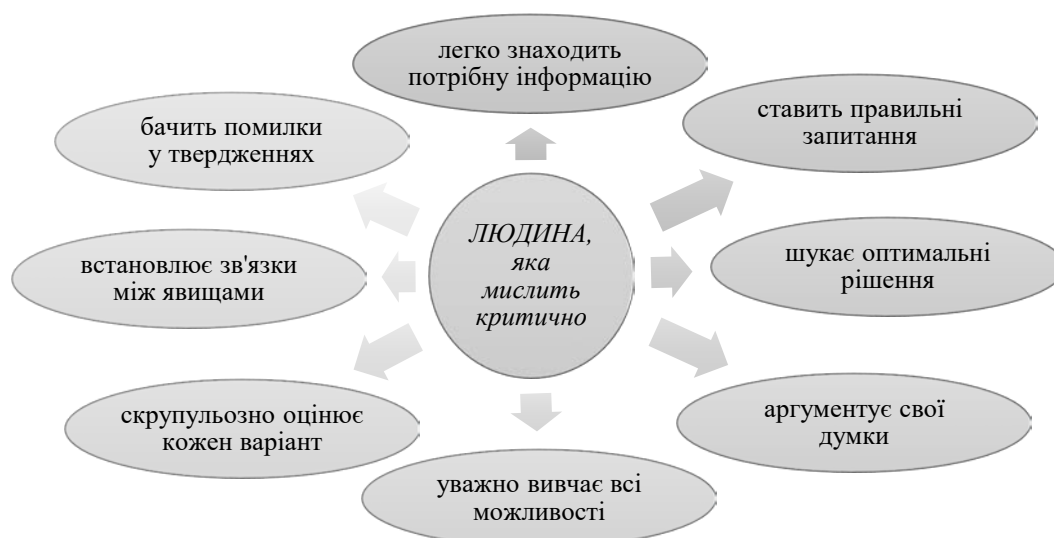 легко знаходить
потрібну інформацію
ставить правильні
запитання
шукає оптимальні
рішення
аргументує свої
думки
уважно вивчає всі
можливості
скрупульозно оцінює
кожен варіант
встановлює зв'язки
між явищами
бачить помилки
у твердженнях
ЛЮДИНА,
яка
мислить
критично